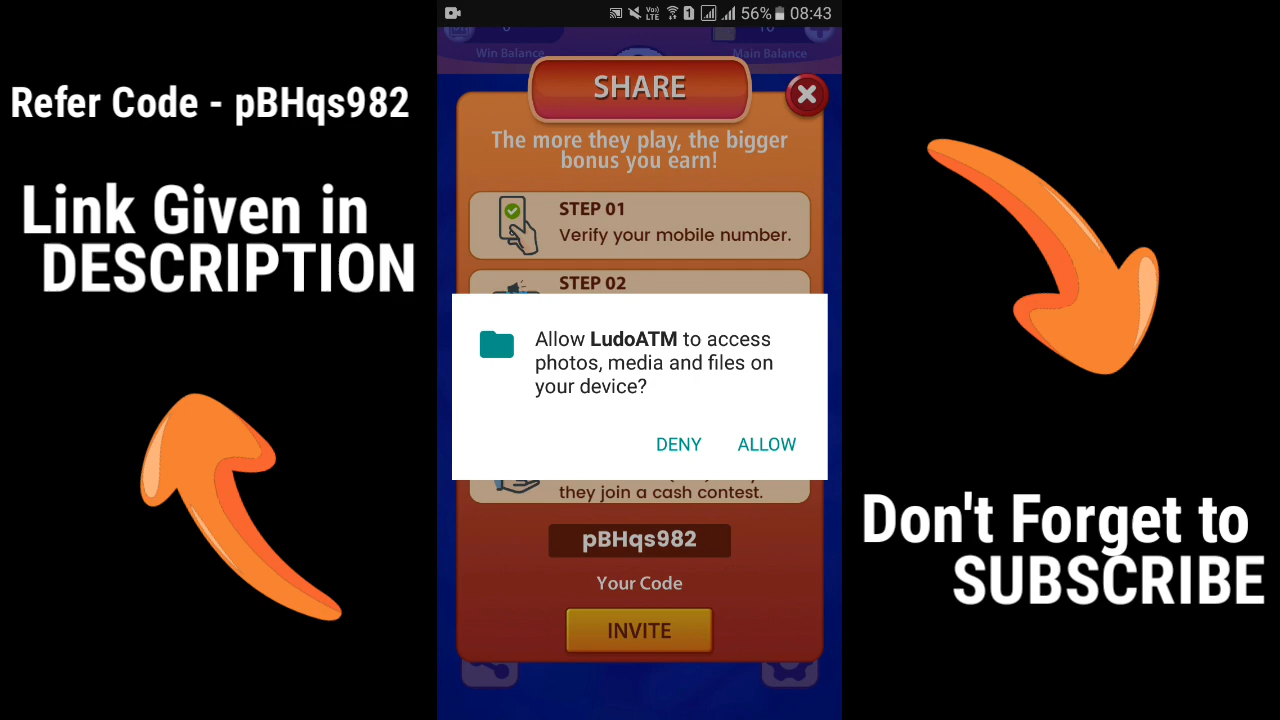 Refer Code - pBHqs982
Link Given in
DESCRIPTION
VoLTE 1 56% 08:43
Win Balance
Main Balance
SHARE
The more they play, the bigger
bonus you earn!
STEP 01
Verify your mobile number.
STEP 02
Allow LudoATM to access
photos, media and files on
your device?
DENY ALLOW
they join a cash contest.
pBHqs982
Your Code
INVITE
Don't Forget to
SUBSCRIBE